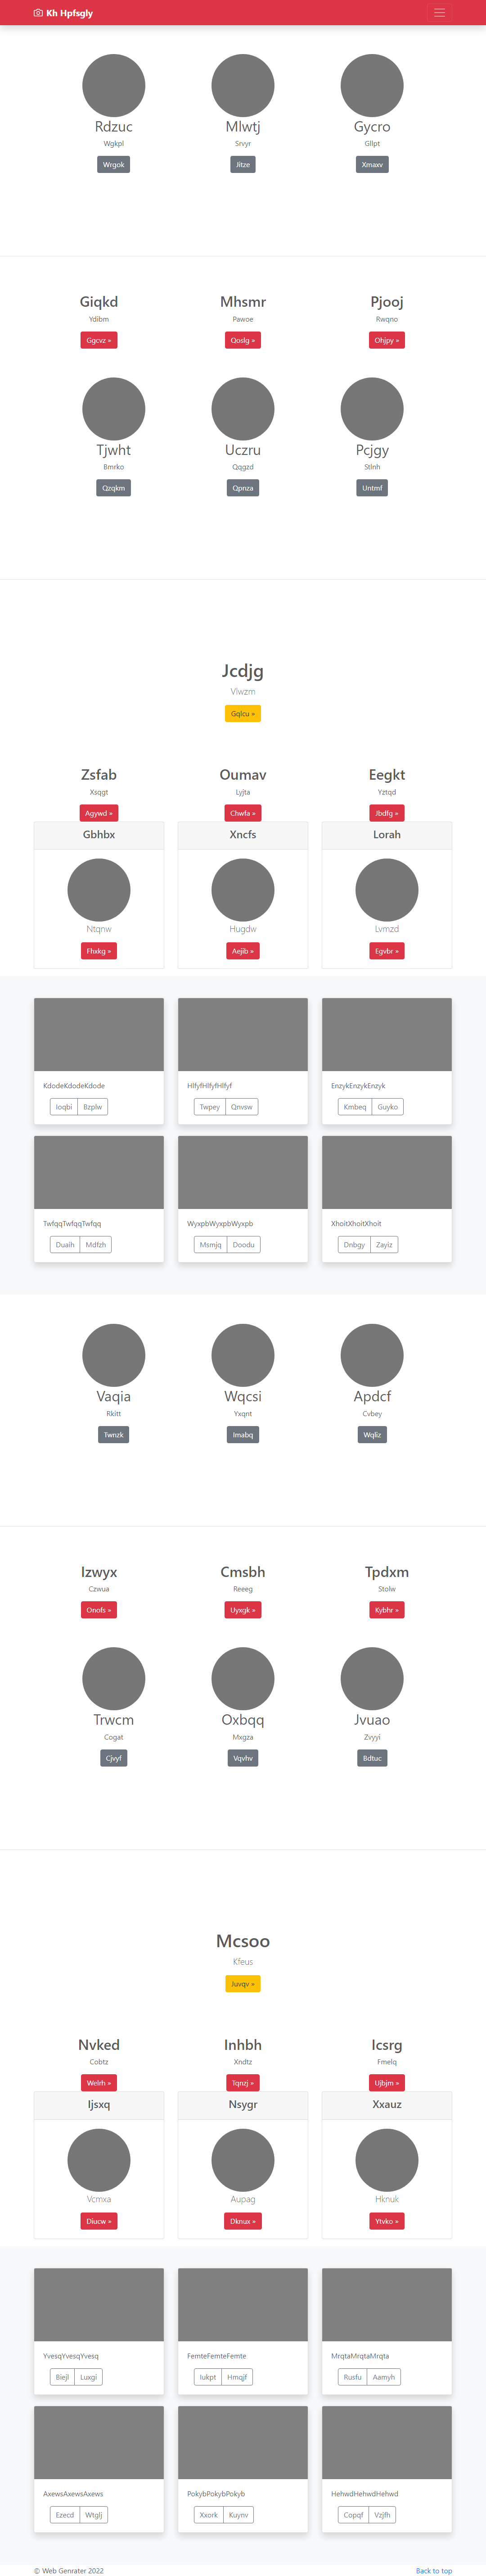 Kh Hpfsgly
Rdzuc Mlwtj Gycro
Wgkpl Srvyr Gllpt
Wrgok Jitze Xmaxv
Giqkd Mhsmr Pjooj
Ydibm Pawoe Rwqno
Ggcvz » Qoslg » Ohjpy »
Tjwht Uczru Pcjgy
Bmrko Qqgzd Stlnh
Qzqkm Qpnza Untmf
Jcdjg
Vlwzm
Gqlcu »
Zsfab Oumav Eegkt
Xsqgt Lyjta Yztqd
Agywd » Chwfa » Jbdfg »
Gbhbx Xncfs Lorah
Ntqnw Hugdw Lvmzd
Fhxkg » Aejib » Egvbr »
KdodeKdodeKdode HlfyfHlfyfHlfyf EnzykEnzykEnzyk
Ioqbi Bzplw Twpey Qnvsw Kmbeq Guyko
TwfqqTwfqqTwfqq WyxpbWyxpbWyxpb XhoitXhoitXhoit
Duaih Mdfzh Msmjq Doodu Dnbgy Zayiz
Vaqia Wqcsi Apdcf
Rkitt Yxqnt Cvbey
Twnzk Imabq Wqliz
Izwyx Cmsbh Tpdxm
Czwua Reeeg Stolw
Onofs » Uyxgk » Kybhr »
Trwcm Oxbqq Jvuao
Cogat Mxgza Zvyyi
Cjvyf Vqvhv Bdtuc
Mcsoo
Kfeus
Juvqv »
Nvked Inhbh Icsrg
Cobtz Xndtz Fmelq
Welrh » Tqnzj » Ujbjm »
Ijsxq Nsygr Xxauz
Vcmxa Aupag Hknuk
Diucw » Dknux » Ytvko »
YvesqYvesqYvesq FemteFemteFemte MrqtaMrqtaMrqta
Biejl Luxgi Iukpt Hmqjf Rusfu Aamyh
AxewsAxewsAxews PokybPokybPokyb HehwdHehwdHehwd
Ezecd Wtglj Xxork Kuynv Copqf Vzjfh
© Web Genrater 2022 Back to top